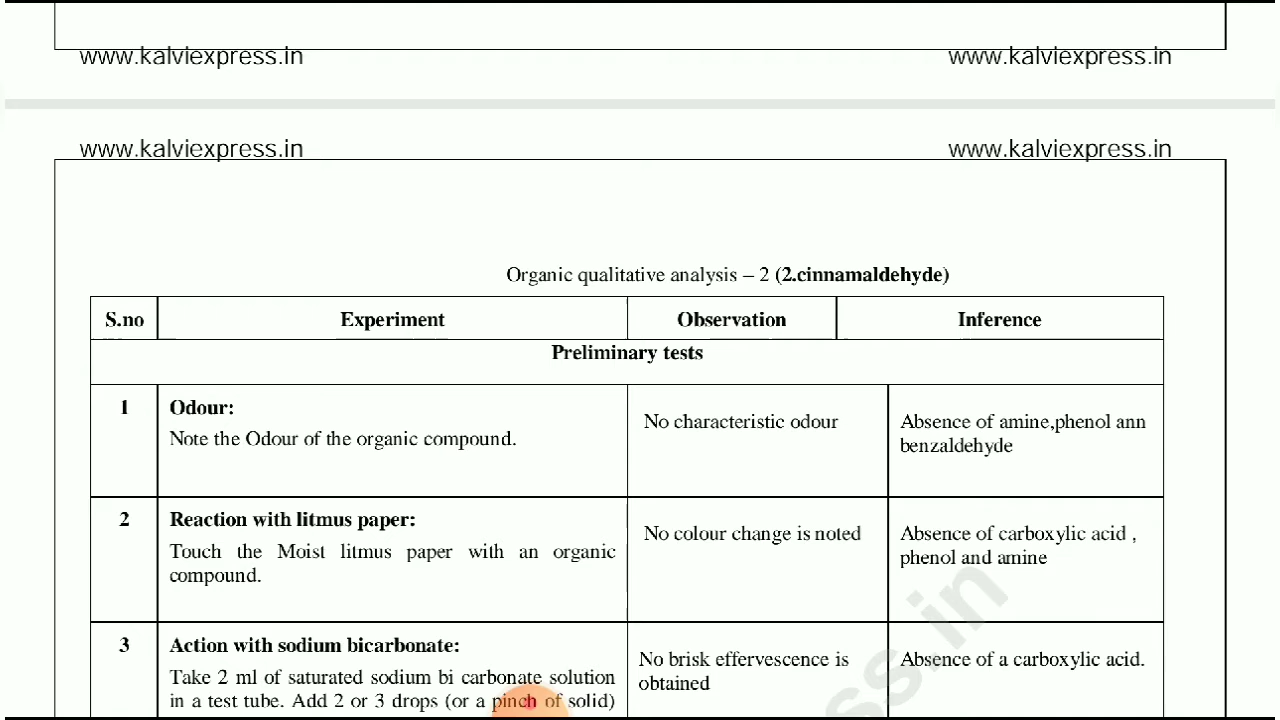 www.kalviexpress.in www.kalviexpress.in
www.kalviexpress.in www.kalviexpress.in
Organic qualitative analysis – 2 (2.cinnamaldehyde)
S.no Experiment Observation Inference
Preliminary tests
1 Odour:
Note the Odour of the organic compound.
No characteristic odour
Absence of amine,phenol ann
benzaldehyde
2 Reaction with litmus paper:
Touch the Moist litmus paper with an organic
compound.
No colour change is noted
Absence of carboxylic acid ,
phenol and amine
3 Action with sodium bicarbonate:
Take 2 ml of saturated sodium bi carbonate solution
in a test tube. Add 2 or 3 drops (or a pinch of solid)
No brisk effervescence is
obtained
Absence of a carboxylic acid.
ss.in